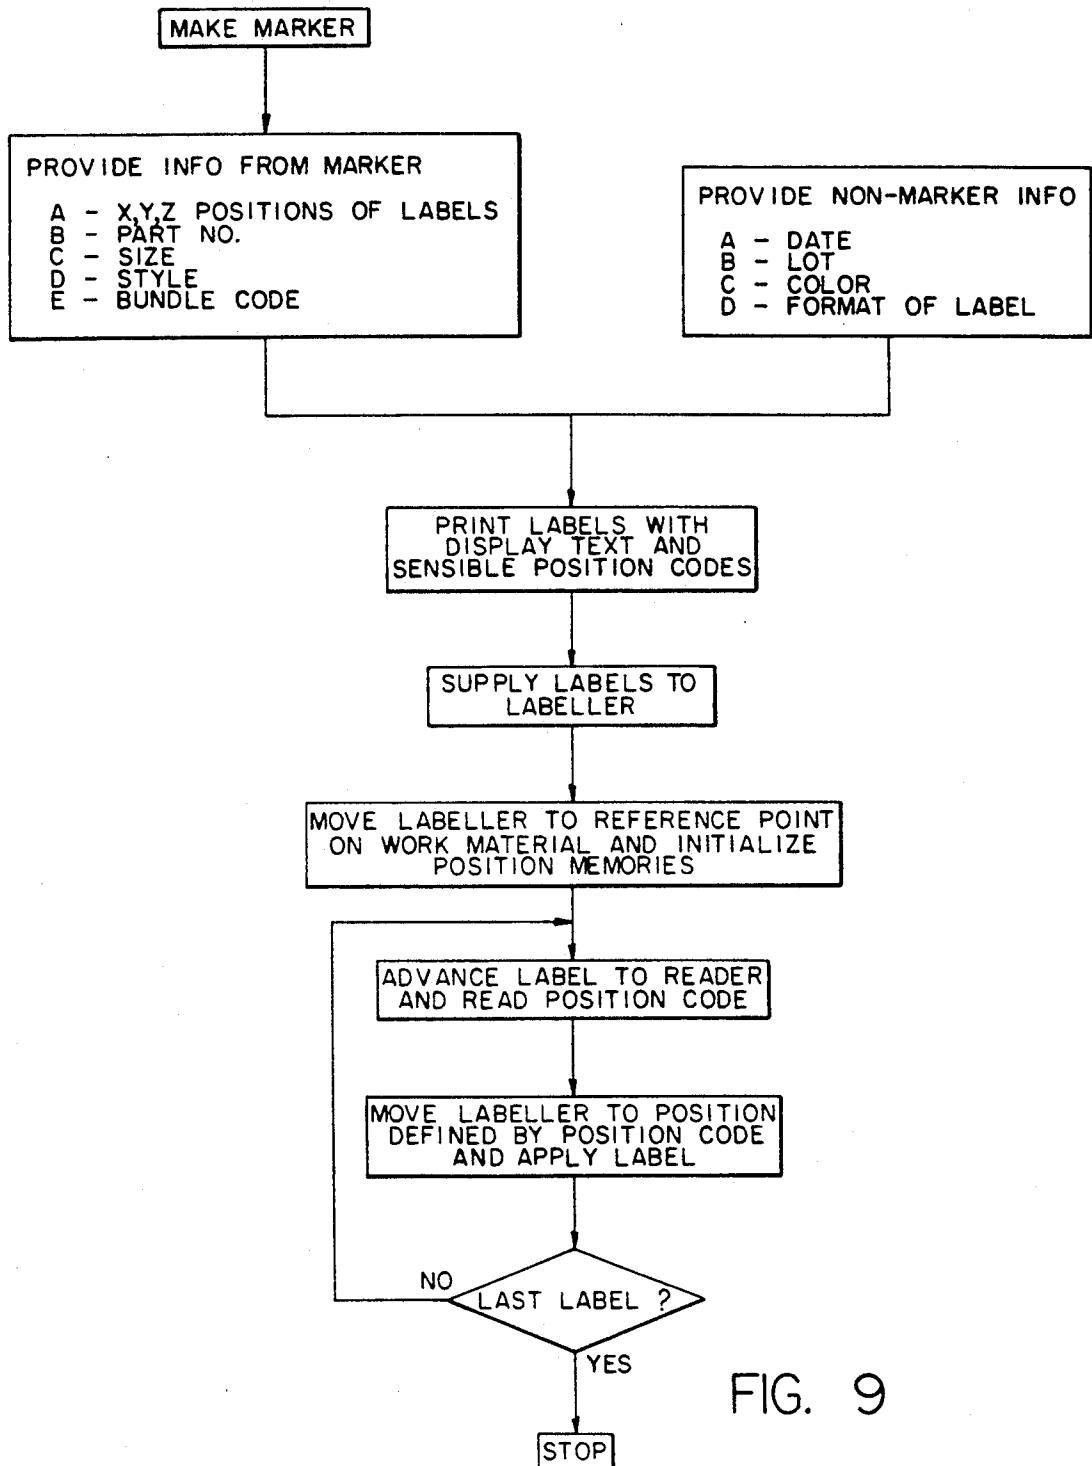 MAKE MARKER
PROVIDE INFO FROM MARKER
A - X,Y,Z POSITIONS OF LABELS
B - PART NO.
C - SIZE
D - STYLE
E - BUNDLE CODE
PROVIDE NON-MARKER INFO
A - DATE
B - LOT
C - COLOR
D - FORMAT OF LABEL
PRINT LABELS WITH
DISPLAY TEXT AND
SENSIBLE POSITION CODES
SUPPLY LABELS TO
LABELLER
MOVE LABELLER TO REFERENCE POINT
ON WORK MATERIAL AND INITIALIZE
POSITION MEMORIES
ADVANCE LABEL TO READER
AND READ POSITION CODE
MOVE LABELLER TO POSITION
DEFINED BY POSITION CODE
AND APPLY LABEL
NO
LAST LABEL ?
YES
STOP
FIG. 9